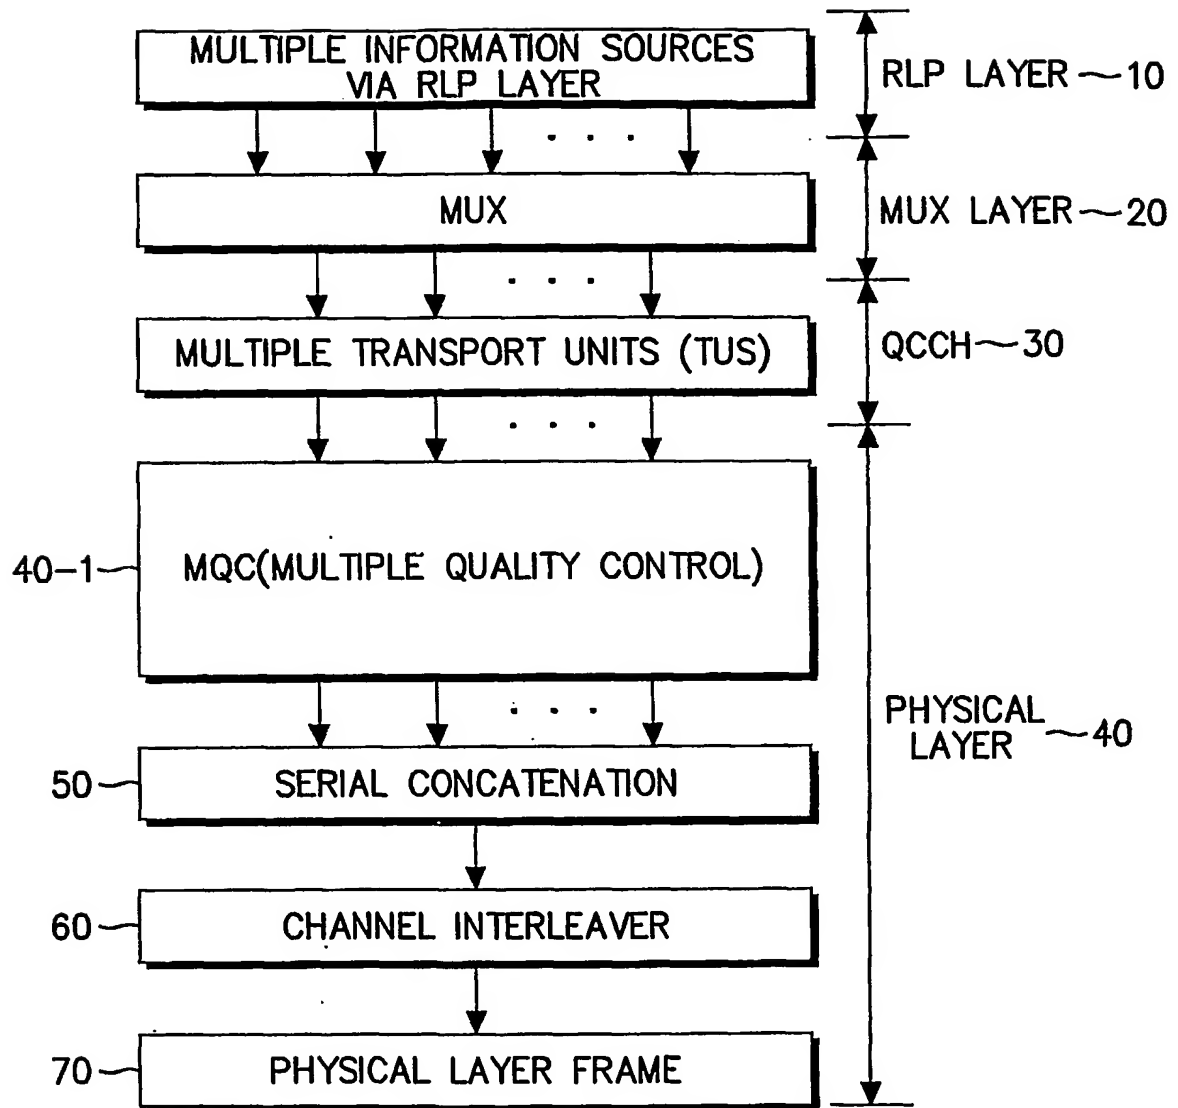 MULTIPLE INFORMATION SOURCES
VIA RLP LAYER
RLP LAYER 10
MUX
MUX LAYER 20
MULTIPLE TRANSPORT UNITS (TUS)
QCCH 30
40-1
MQC(MULTIPLE QUALITY CONTROL)
PHYSICAL
LAYER 40
50
SERIAL CONCATENATION
60
CHANNEL INTERLEAVER
70
PHYSICAL LAYER FRAME